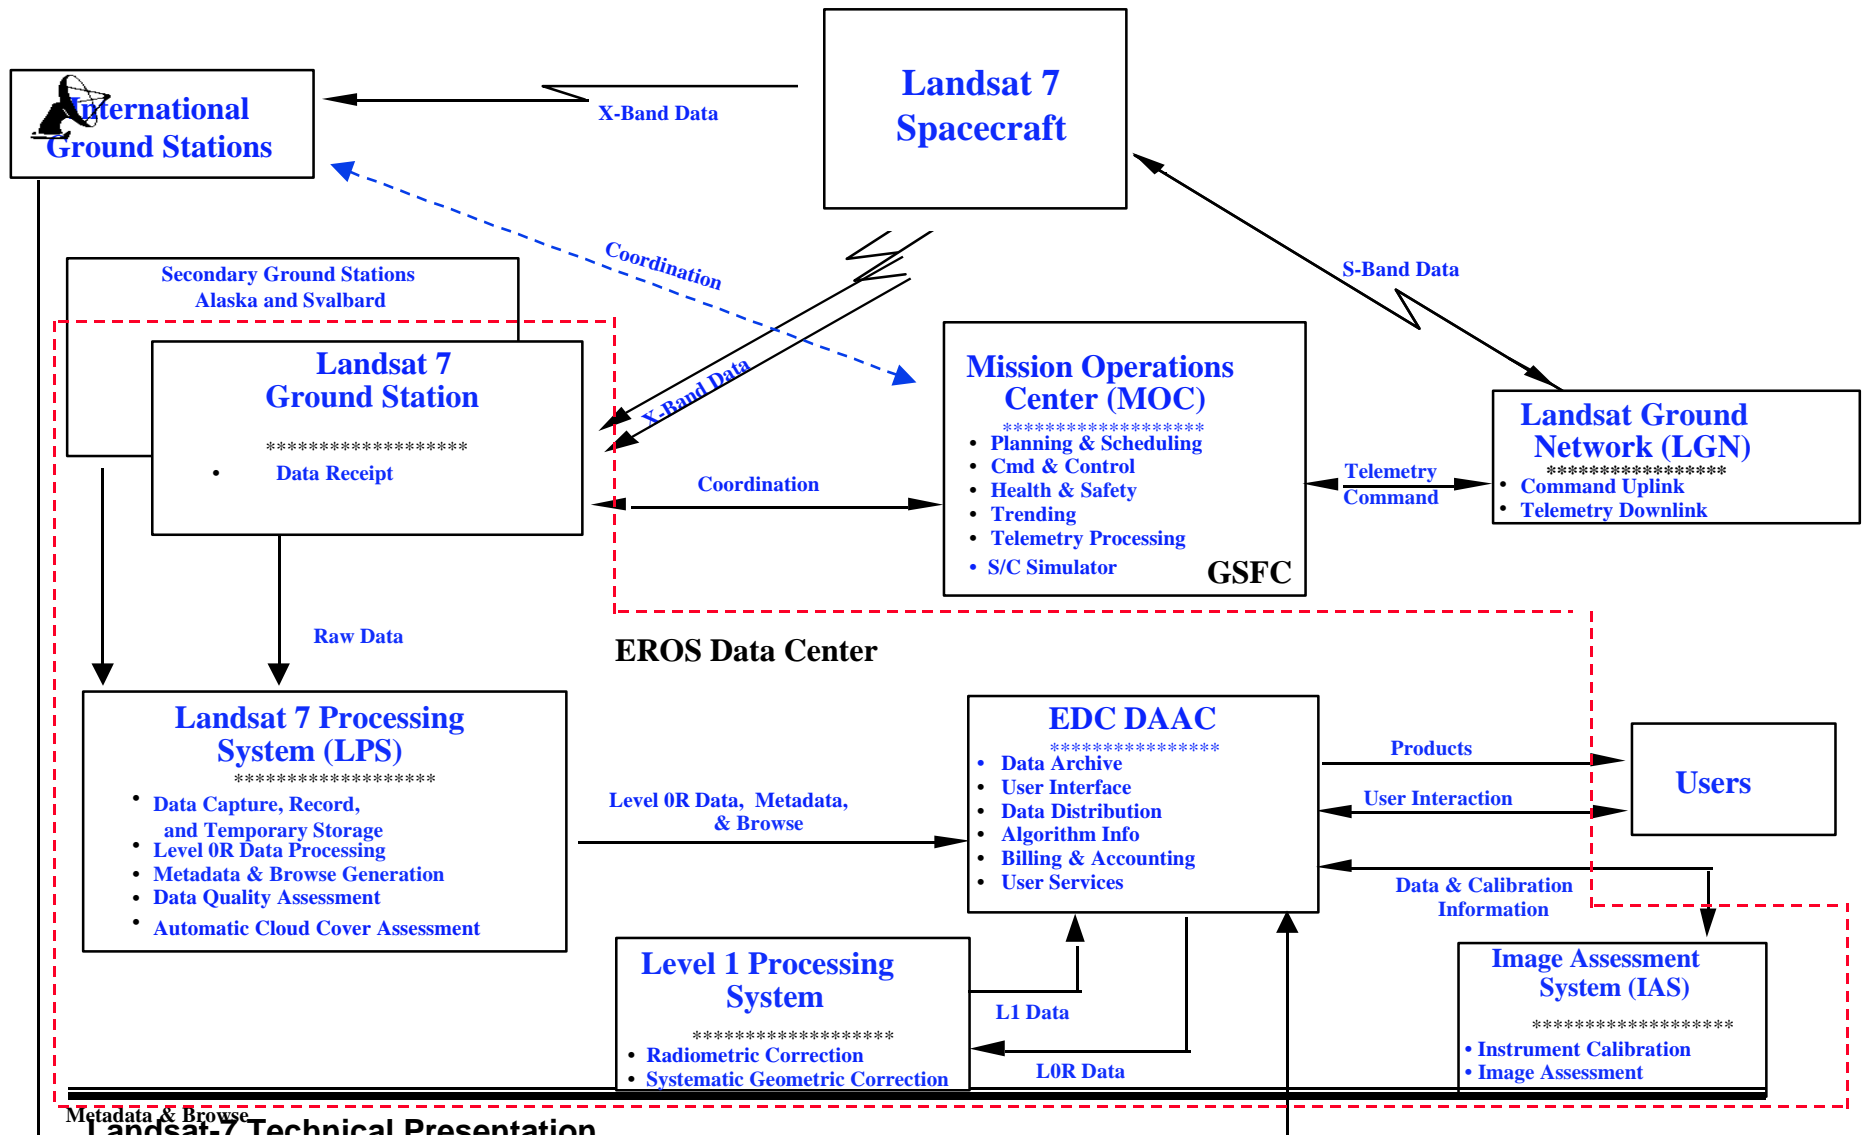 Landsat 7
Spacecraft
International
Ground Stations
X-Band Data
Coordination
S-Band Data
Secondary Ground Stations
Alaska and Svalbard
Landsat 7
Ground Station
*******************
• Data Receipt
X-Band Data
Coordination
Mission Operations
Center (MOC)
*******************
• Planning & Scheduling
• Cmd & Control
• Health & Safety
• Trending
• Telemetry Processing
• S/C Simulator
GSFC
Telemetry
Command
Landsat Ground
Network (LGN)
*****************
• Command Uplink
• Telemetry Downlink
Raw Data
EROS Data Center
Landsat 7 Processing
System (LPS)
*******************
• Data Capture, Record,
and Temporary Storage
• Level 0R Data Processing
• Metadata & Browse Generation
• Data Quality Assessment
• Automatic Cloud Cover Assessment
Level 0R Data, Metadata,
& Browse
EDC DAAC
****************
• Data Archive
• User Interface
• Data Distribution
• Algorithm Info
• Billing & Accounting
• User Services
Products
User Interaction
Users
Data & Calibration
Information
Level 1 Processing
System
*******************
• Radiometric Correction
• Systematic Geometric Correction
L1 Data
L0R Data
Image Assessment
System (IAS)
*******************
• Instrument Calibration
• Image Assessment
Metadata & Browse
Landsat-7 Technical Presentation